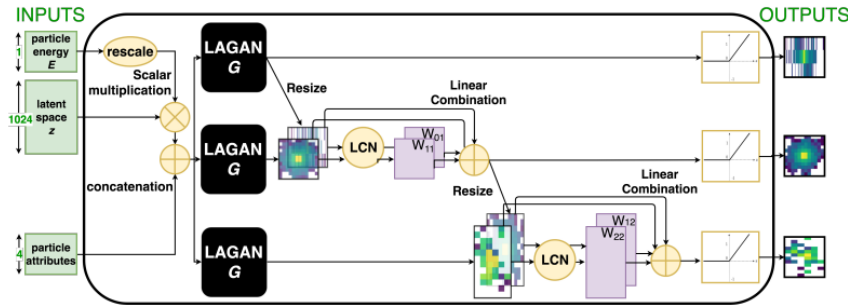 INPUTS
OUTPUTS
particle
energy
E
1
rescale
Scalar
multiplication
latent
space
z
1024
concatenation
particle
attributes
4
LAGAN
G
Resize
Linear
Combination
LAGAN
G
LCN
W01
W11
Resize
Linear
Combination
LAGAN
G
LCN
W12
W22